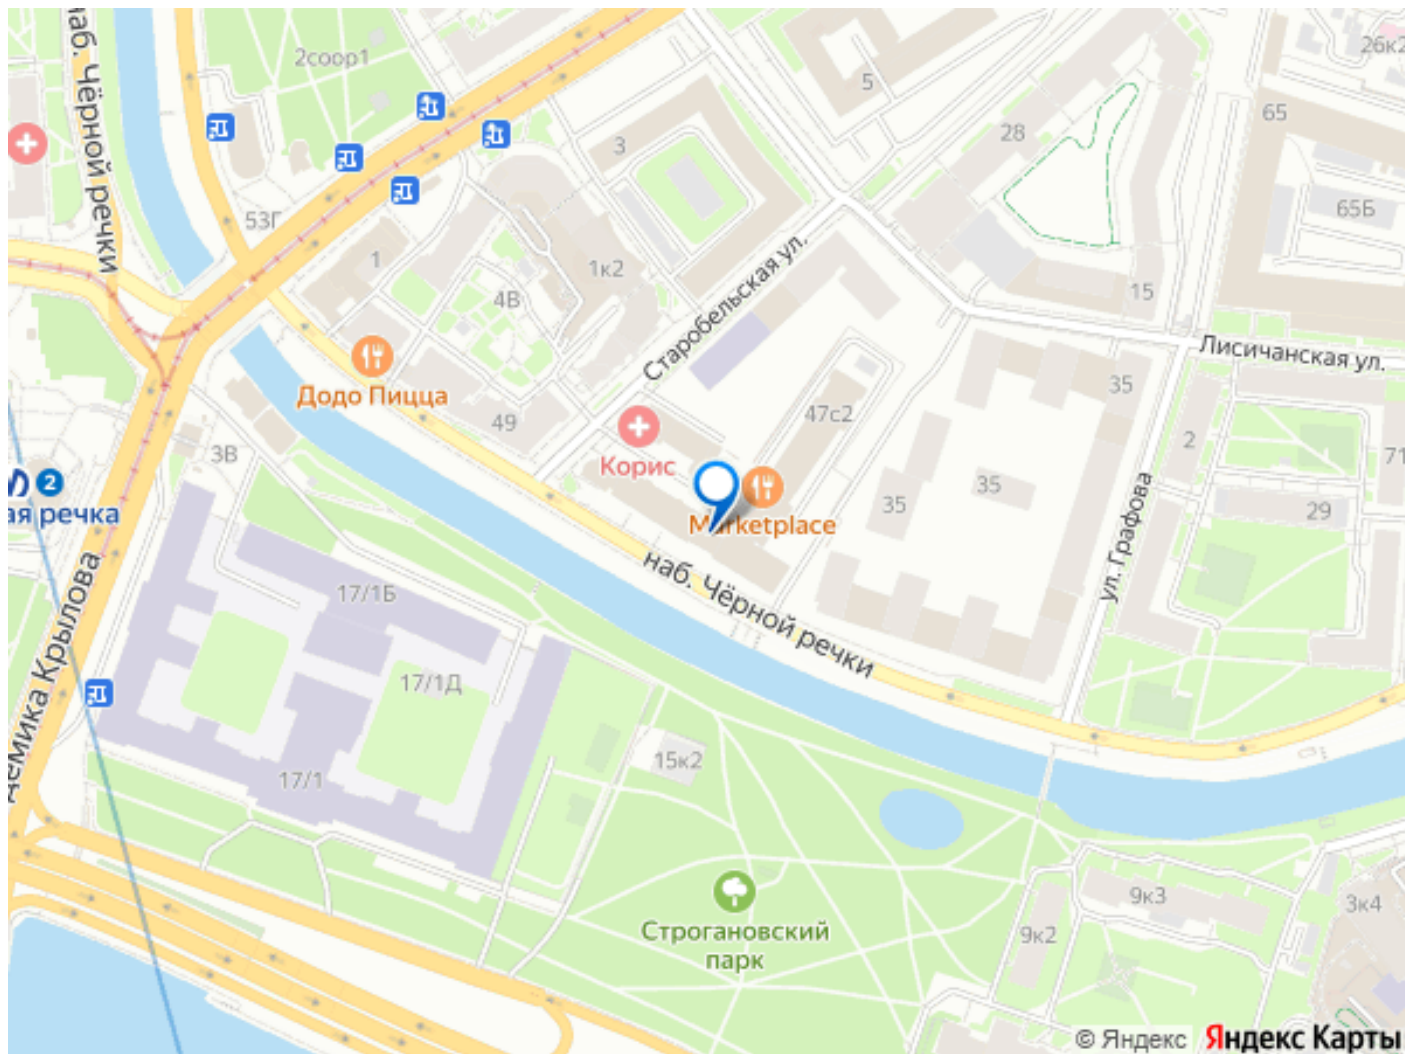 наб. Чёрной речки
2соор1
26к2
5
65
28
3
65Б
53Г
1
1к2
4В
15
Старобельская ул.
Лисичанская ул.
Додо Пицца
35
49
47с2
2
71
3В
Корис
35
35
29
2
ая речка
Marketplace
ул. Графова
наб. Чёрной речки
17/1Б
17/1Д
демика Крылова
15к2
17/1
9к3
3к4
Строгановский
парк
9к2
© Яндекс Яндекс Карты